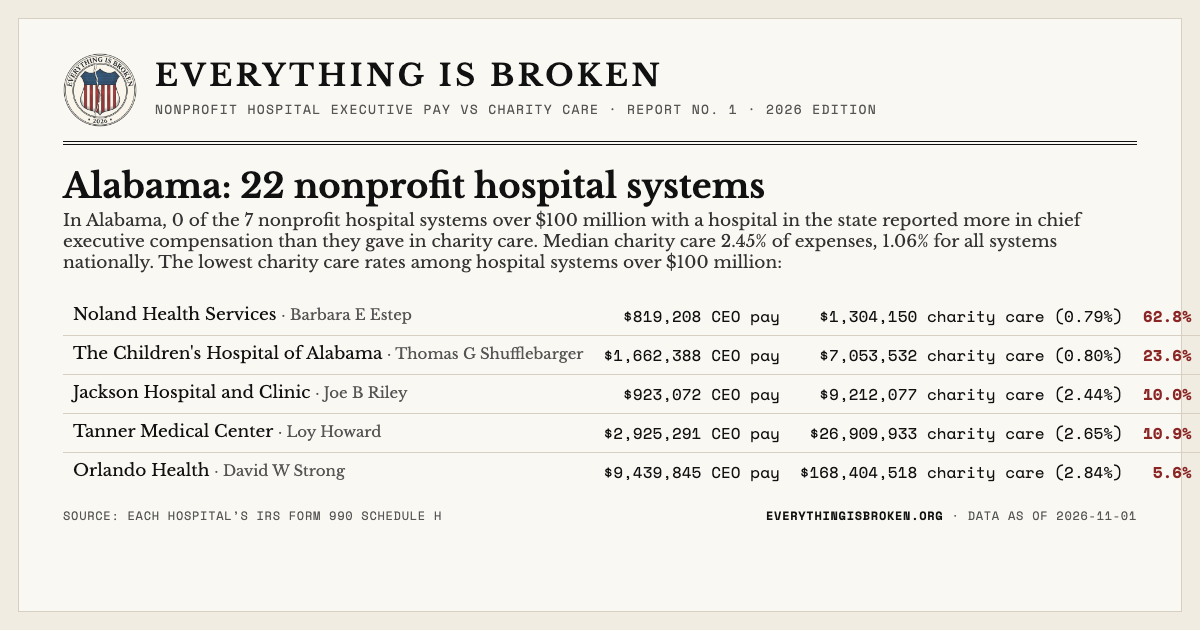 EVERYTHING IS BROKEN
· 2026 ·
EVERYTHING IS BROKEN
NONPROFIT HOSPITAL EXECUTIVE PAY VS CHARITY CARE · REPORT NO. 1 · 2026 EDITION
Alabama: 22 nonprofit hospital systems
In Alabama, 0 of the 7 nonprofit hospital systems over $100 million with a hospital in the state reported more in chief
executive compensation than they gave in charity care. Median charity care 2.45% of expenses, 1.06% for all systems
nationally. The lowest charity care rates among hospital systems over $100 million:
Noland Health Services · Barbara E Estep $819,208 CEO pay $1,304,150 charity care (0.79%) 62.8%
The Children's Hospital of Alabama · Thomas G Shufflebarger $1,662,388 CEO pay $7,053,532 charity care (0.80%) 23.6%
Jackson Hospital and Clinic · Joe B Riley $923,072 CEO pay $9,212,077 charity care (2.44%) 10.0%
Tanner Medical Center · Loy Howard $2,925,291 CEO pay $26,909,933 charity care (2.65%) 10.9%
Orlando Health · David W Strong $9,439,845 CEO pay $168,404,518 charity care (2.84%) 5.6%
SOURCE: EACH HOSPITAL'S IRS FORM 990 SCHEDULE H EVERYTHINGISBROKEN.ORG · DATA AS OF 2026-11-01